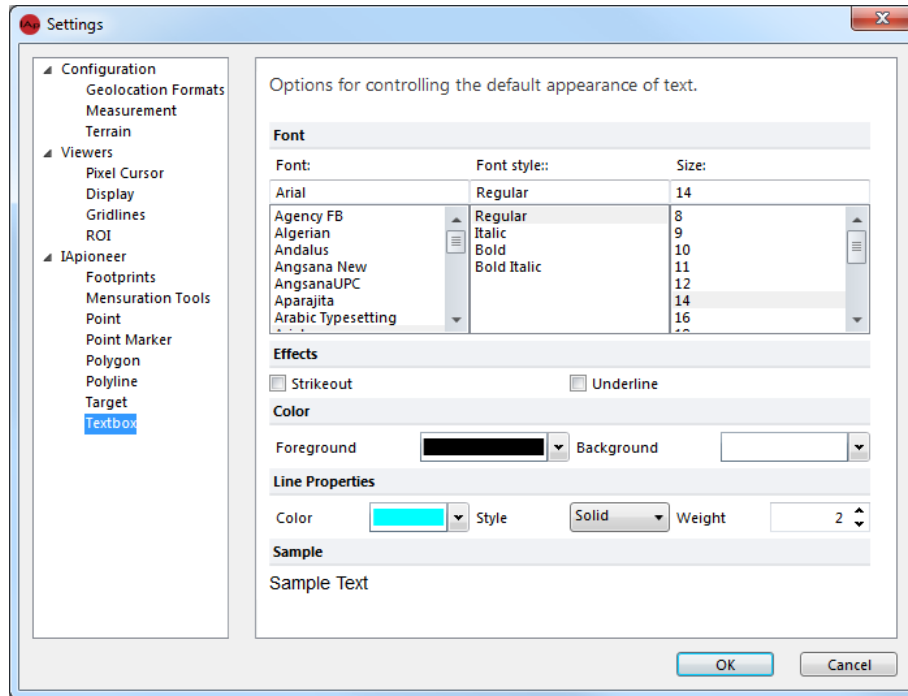 IAp Settings
Configuration
Geolocation Formats
Measurement
Terrain
Viewers
Pixel Cursor
Display
Gridlines
ROI
IApioneer
Footprints
Mensuration Tools
Point
Point Marker
Polygon
Polyline
Target
Textbox
Options for controlling the default appearance of text.
Font
Font: Font style:: Size:
Arial Regular 14
Agency FB Regular 8
Algerian Italic 9
Andalus Bold 10
Angsana New Bold Italic 11
AngsanaUPC 12
Aparajita 14
Arabic Typesetting 16
Effects
Strikeout Underline
Color
Foreground Background
Line Properties
Color Style Solid Weight 2
Sample
Sample Text
OK Cancel